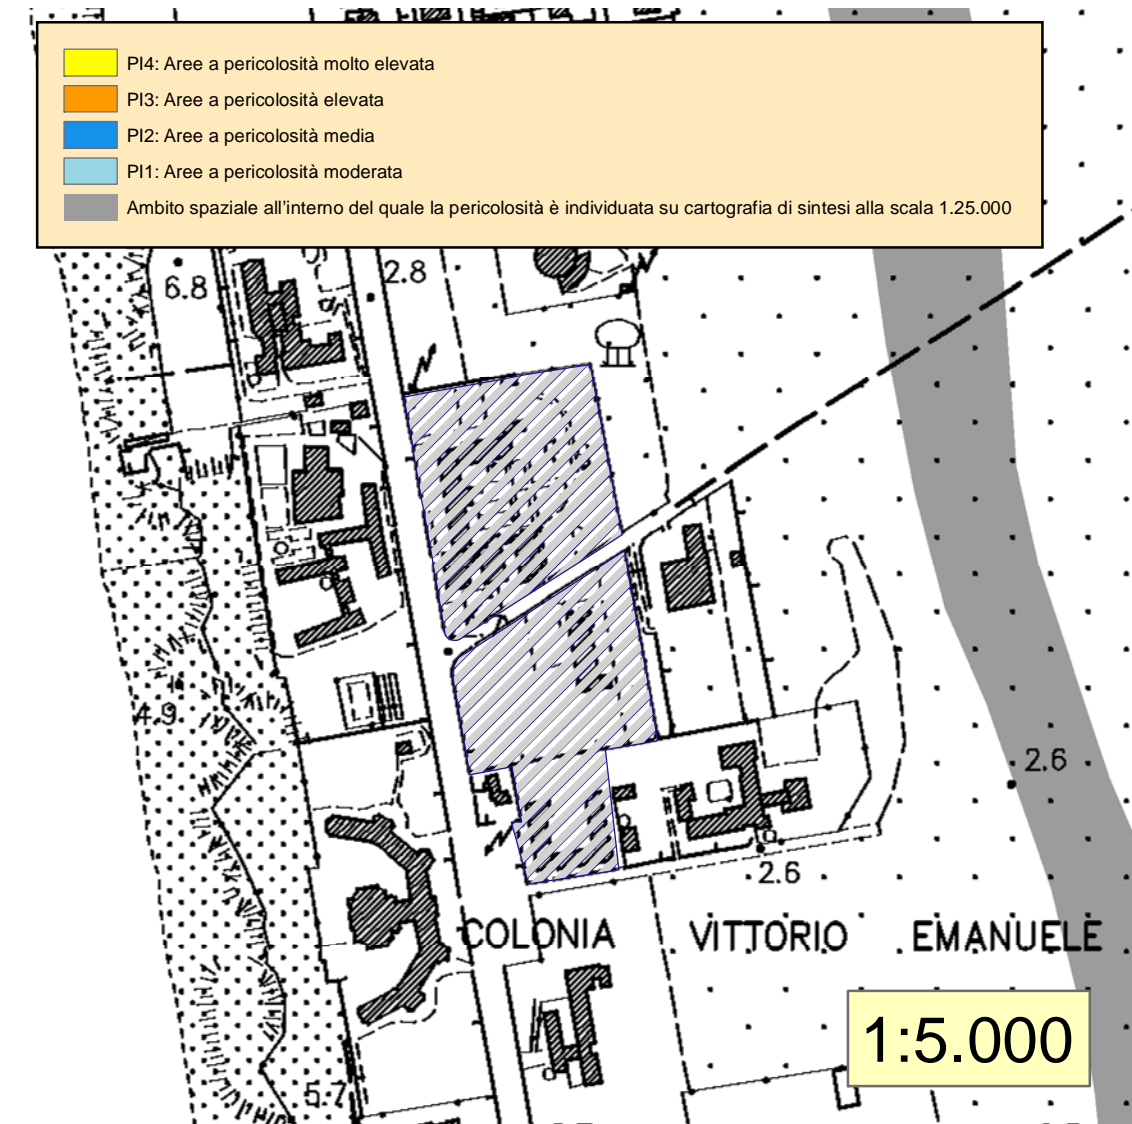 PI4: Aree a pericolosità molto elevata
PI3: Aree a pericolosità elevata
PI2: Aree a pericolosità media
PI1: Aree a pericolosità moderata
Ambito spaziale all'interno del quale la pericolosità è individuata su cartografia di sintesi alla scala 1.25.000
6.8
2.8
4.9
2.6
2.6
COLONIA VITTORIO EMANUELE
1:5.000
5.7